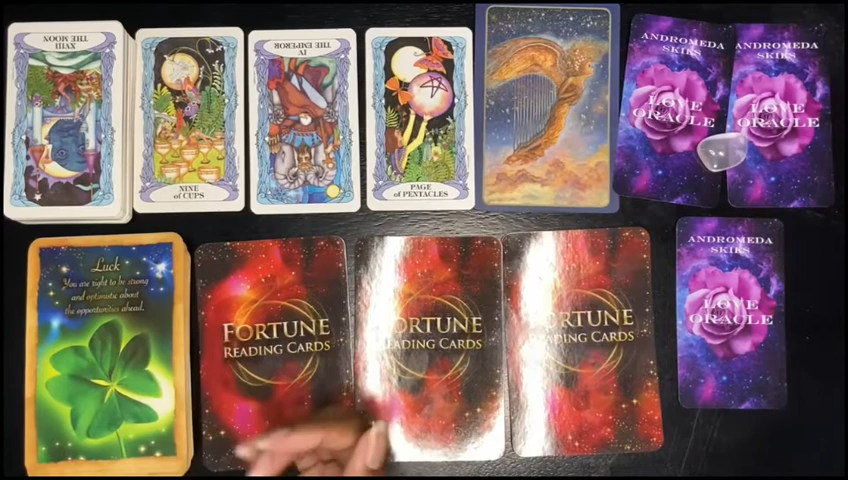 XVIII
THE MOON
NINE
of CUPS
IV
THE EMPEROR
PAGE
of PENTACLES
ANDROMEDA
SKIES
LOVE
ORACLE
ANDROMEDA
SKIES
LOVE
ORACLE
Luck
You are right to be strong
and optimistic about
the opportunities ahead.
FORTUNE
READING CARDS
FORTUNE
READING CARDS
ORTUNE
READING CARDS
ANDROMEDA
SKIES
LOVE
ORACLE